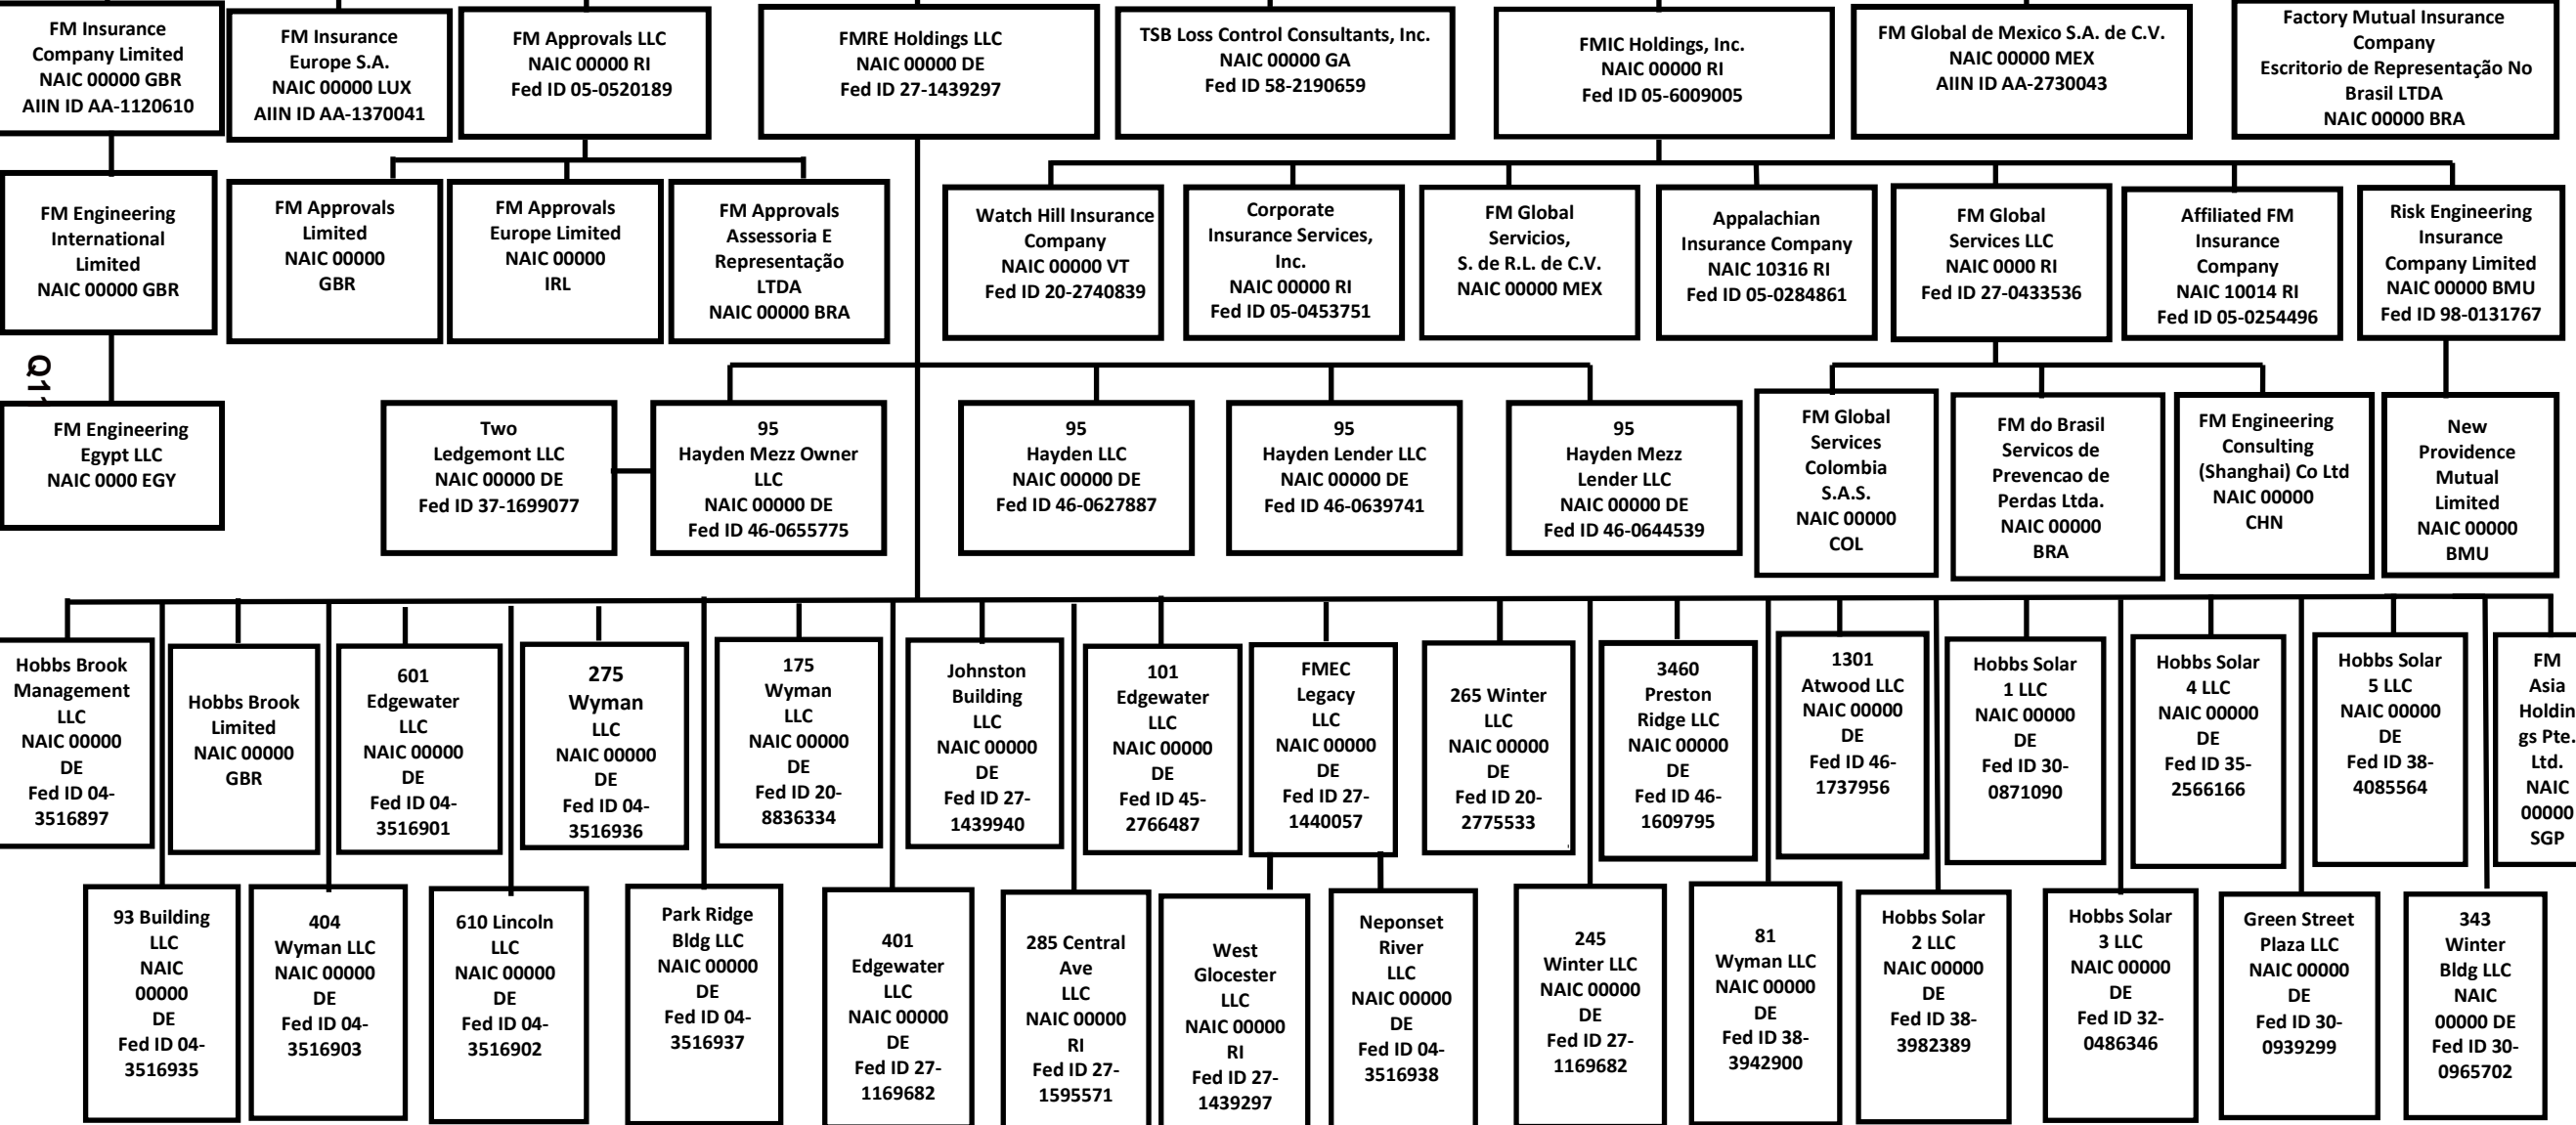 FM Insurance
Company Limited
NAIC 00000 GBR
AIIN ID AA-1120610
FM Insurance
Europe S.A.
NAIC 00000 LUX
AIIN ID AA-1370041
FM Approvals LLC
NAIC 00000 RI
Fed ID 05-0520189
FMRE Holdings LLC
NAIC 00000 DE
Fed ID 27-1439297
TSB Loss Control Consultants, Inc.
NAIC 00000 GA
Fed ID 58-2190659
FMIC Holdings, Inc.
NAIC 00000 RI
Fed ID 05-6009005
FM Global de Mexico S.A. de C.V.
NAIC 00000 MEX
AIIN ID AA-2730043
Factory Mutual Insurance
Company
Escritorio de Representação No
Brasil LTDA
NAIC 00000 BRA
FM Engineering
International
Limited
NAIC 00000 GBR
FM Approvals
Limited
NAIC 00000
GBR
FM Approvals
Europe Limited
NAIC 00000
IRL
FM Approvals
Assessoria E
Representação
LTDA
NAIC 00000 BRA
Watch Hill Insurance
Company
NAIC 00000 VT
Fed ID 20-2740839
Corporate
Insurance Services,
Inc.
NAIC 00000 RI
Fed ID 05-0453751
FM Global
Servicios,
S. de R.L. de C.V.
NAIC 00000 MEX
Appalachian
Insurance Company
NAIC 10316 RI
Fed ID 05-0284861
FM Global
Services LLC
NAIC 0000 RI
Fed ID 27-0433536
Affiliated FM
Insurance
Company
NAIC 10014 RI
Fed ID 05-0254496
Risk Engineering
Insurance
Company Limited
NAIC 00000 BMU
Fed ID 98-0131767
FM Engineering
Egypt LLC
NAIC 0000 EGY
Two
Ledgemont LLC
NAIC 00000 DE
Fed ID 37-1699077
95
Hayden Mezz Owner
LLC
NAIC 00000 DE
Fed ID 46-0655775
95
Hayden LLC
NAIC 00000 DE
Fed ID 46-0627887
95
Hayden Lender LLC
NAIC 00000 DE
Fed ID 46-0639741
95
Hayden Mezz
Lender LLC
NAIC 00000 DE
Fed ID 46-0644539
FM Global
Services
Colombia
S.A.S.
NAIC 00000
COL
FM do Brasil
Servicos de
Prevencao de
Perdas Ltda.
NAIC 00000
BRA
FM Engineering
Consulting
(Shanghai) Co Ltd
NAIC 00000
CHN
New
Providence
Mutual
Limited
NAIC 00000
BMU
Hobbs Brook
Management
LLC
NAIC 00000
DE
Fed ID 04-
3516897
Hobbs Brook
Limited
NAIC 00000
GBR
601
Edgewater
LLC
NAIC 00000
DE
Fed ID 04-
3516901
275
Wyman
LLC
NAIC 00000
DE
Fed ID 04-
3516936
175
Wyman
LLC
NAIC 00000
DE
Fed ID 20-
8836334
Johnston
Building
LLC
NAIC 00000
DE
Fed ID 27-
1439940
101
Edgewater
LLC
NAIC 00000
DE
Fed ID 45-
2766487
FMEC
Legacy
LLC
NAIC 00000
DE
Fed ID 27-
1440057
265 Winter
LLC
NAIC 00000
DE
Fed ID 20-
2775533
3460
Preston
Ridge LLC
NAIC 00000
DE
Fed ID 46-
1609795
1301
Atwood LLC
NAIC 00000
DE
Fed ID 46-
1737956
Hobbs Solar
1 LLC
NAIC 00000
DE
Fed ID 30-
0871090
Hobbs Solar
4 LLC
NAIC 00000
DE
Fed ID 35-
2566166
Hobbs Solar
5 LLC
NAIC 00000
DE
Fed ID 38-
4085564
FM
Asia
Holdin
gs Pte.
Ltd.
NAIC
00000
SGP
93 Building
LLC
NAIC
00000
DE
Fed ID 04-
3516935
404
Wyman LLC
NAIC 00000
DE
Fed ID 04-
3516903
610 Lincoln
LLC
NAIC 00000
DE
Fed ID 04-
3516902
Park Ridge
Bldg LLC
NAIC 00000
DE
Fed ID 04-
3516937
401
Edgewater
LLC
NAIC 00000
DE
Fed ID 27-
1169682
285 Central
Ave
LLC
NAIC 00000
RI
Fed ID 27-
1595571
West
Glocester
LLC
NAIC 00000
RI
Fed ID 27-
1439297
Neponset
River
LLC
NAIC 00000
DE
Fed ID 04-
3516938
245
Winter LLC
NAIC 00000
DE
Fed ID 27-
1169682
81
Wyman LLC
NAIC 00000
DE
Fed ID 38-
3942900
Hobbs Solar
2 LLC
NAIC 00000
DE
Fed ID 38-
3982389
Hobbs Solar
3 LLC
NAIC 00000
DE
Fed ID 32-
0486346
Green Street
Plaza LLC
NAIC 00000
DE
Fed ID 30-
0939299
343
Winter
Bldg LLC
NAIC
00000 DE
Fed ID 30-
0965702